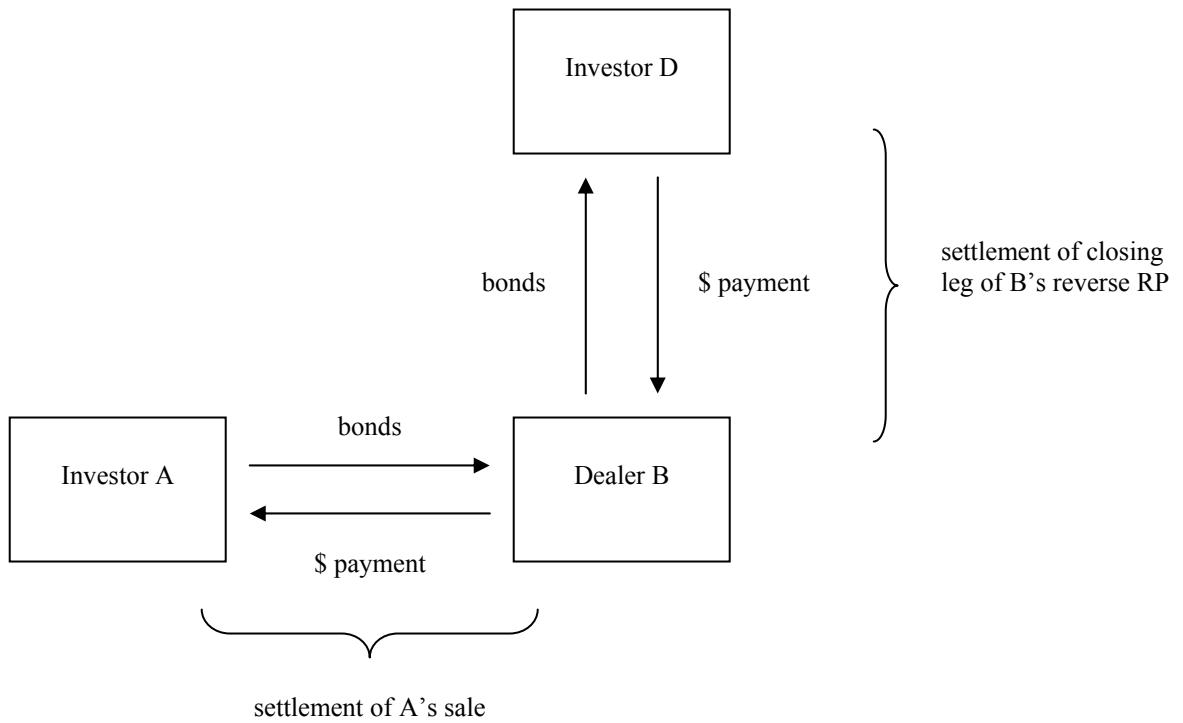 Investor D
bonds
$ payment
settlement of closing
leg of B’s reverse RP
bonds
Investor A
Dealer B
$ payment
settlement of A’s sale